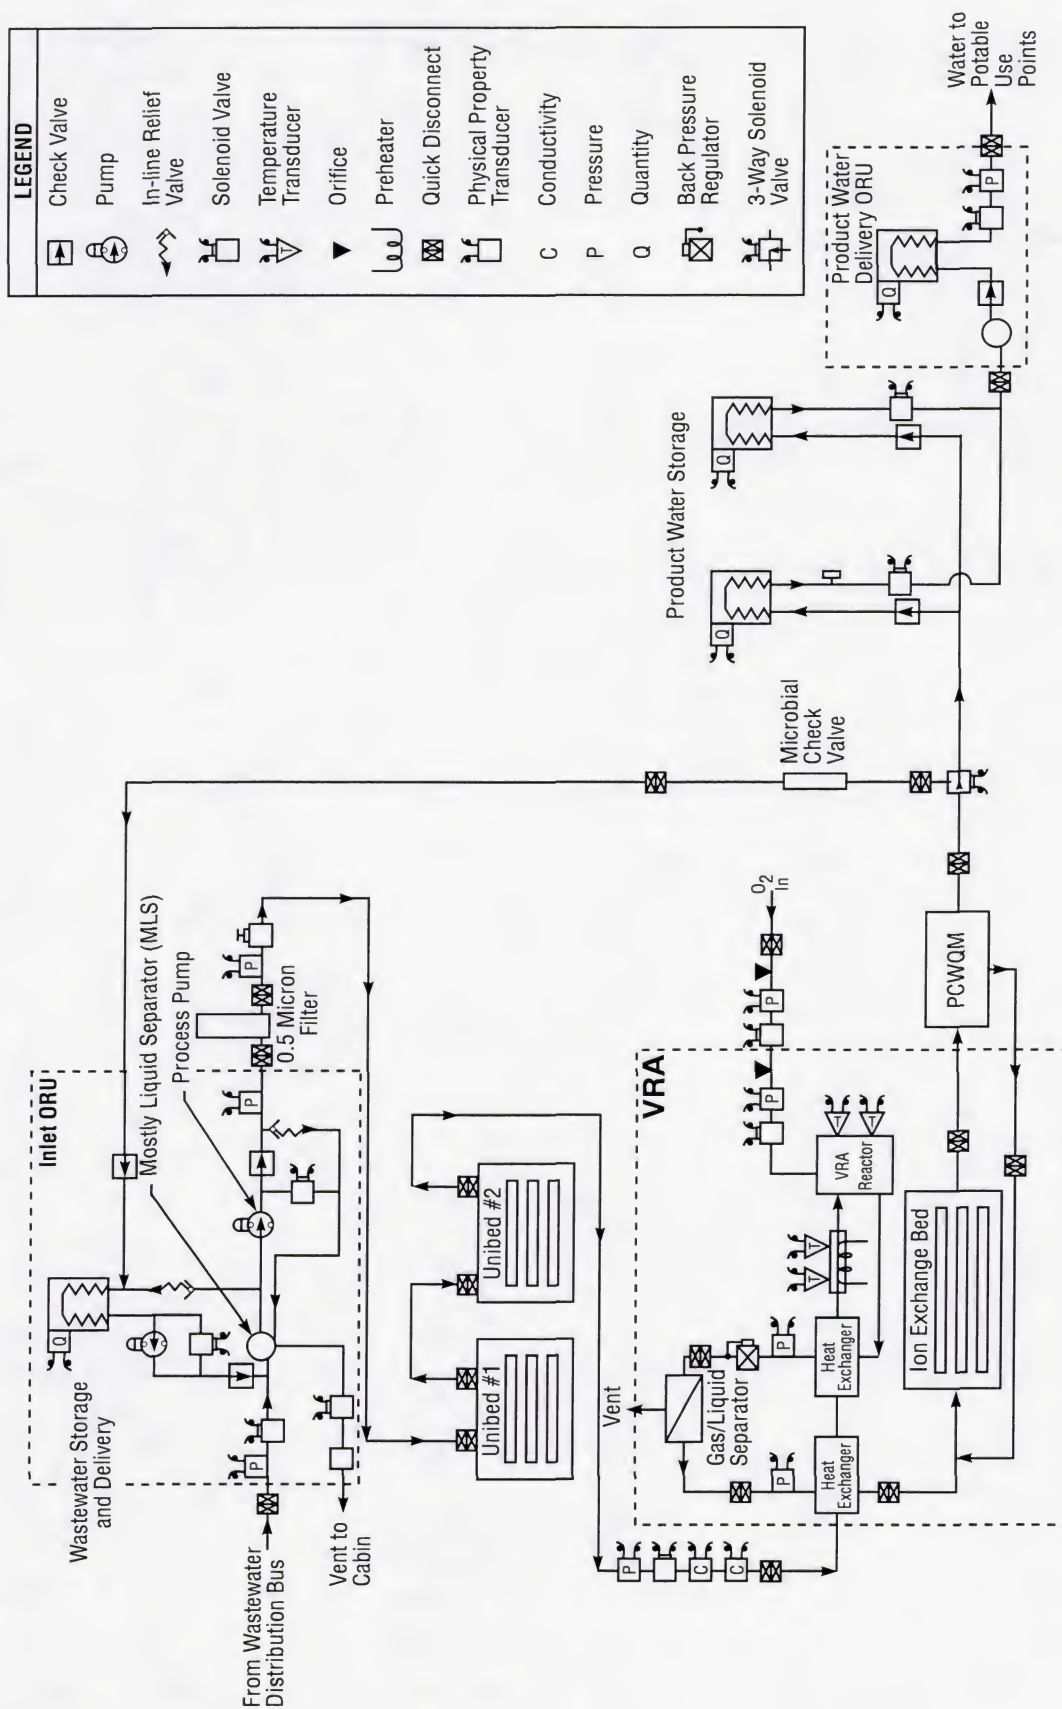 LEGEND
Check Valve
Pump
In-line Relief
Valve
Solenoid Valve
Temperature
Transducer
Orifice
Preheater
Quick Disconnect
Physical Property
Transducer
C Conductivity
P Pressure
Q Quantity
Back Pressure
Regulator
3-Way Solenoid
Valve
Inlet ORU
Wastewater Storage
and Delivery
Q
From Wastewater
Distribution Bus
P
Vent to
Cabin
Mostly Liquid Separator (MLS)
Process Pump
P
0.5 Micron
Filter
P
Unibed #1
Unibed #2
P
C
C
VRA
Vent
Gas/Liquid
Separator
P
P
Heat
Exchanger
Heat
Exchanger
T
T
VRA
Reactor
T
T
P
P
O2
In
Ion Exchange Bed
PCWQM
Microbial
Check
Valve
Product Water Storage
Q
Q
Product Water
Delivery ORU
Q
P
Water to
Potable
Use
Points